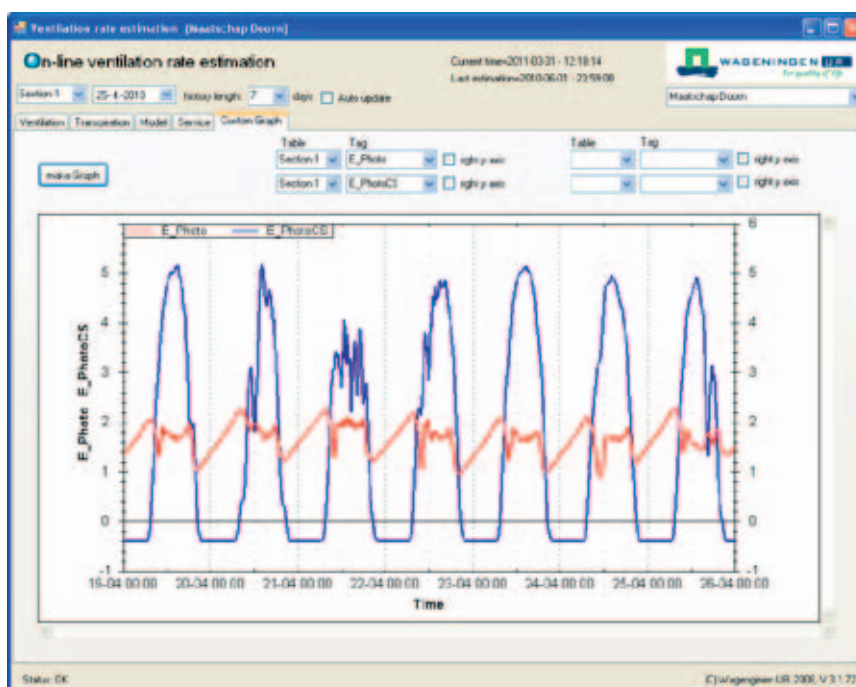 Ventilation rate estimation (Maatschap Doorn)
On-line ventilation rate estimation
Current time=2011-03-31 - 12:18:14
Last estimation=2010-06-01 - 23:59:00
WAGENINGEN UR
For quality of life
Section 1 25- 4 -2010 history length: 7 days Auto update
Maatschap Doorn
Ventilation Transpiration Model Service Custom Graph
Table Tag Table Tag
make Graph
Section 1 E_Photo right y-axis right y-axis
Section 1 E_PhotoCS right y-axis right y-axis
E_Photo E_PhotoCS
6
5 5
4 4
3 3
2 2
1 1
0 0
-1 -1
E_Photo E_PhotoCS
19-04 00:00 20-04 00:00 21-04 00:00 22-04 00:00 23-04 00:00 24-04 00:00 25-04 00:00 26-04 00:00
Time
Status: OK
(C) Wageningen UR 2008, V 3.1.72